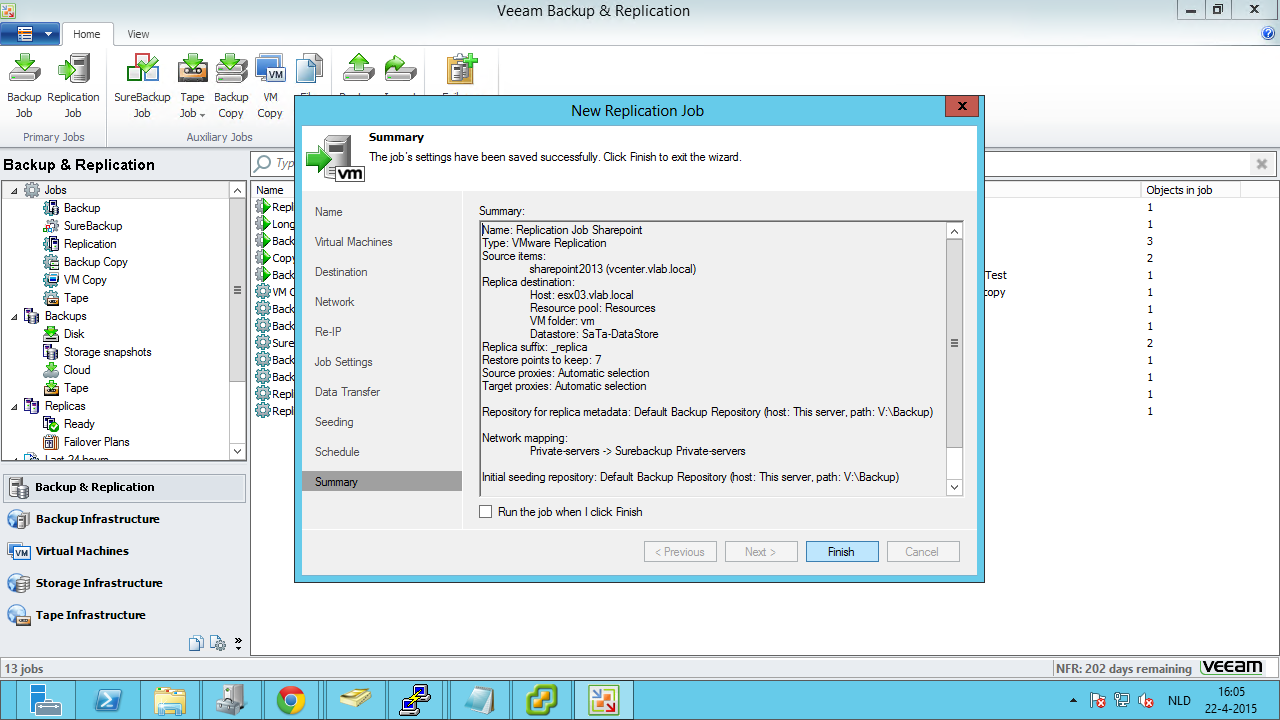 Veeam Backup & Replication
Home
View
Backup Job
Replication Job
SureBackup Job
Tape Job
Backup Copy
VM Copy
Primary Jobs
Auxiliary Jobs
Backup & Replication
Jobs
Backup
SureBackup
Replication
Backup Copy
VM Copy
Tape
Backups
Disk
Storage snapshots
Cloud
Tape
Replicas
Ready
Failover Plans
Last 24 hours
Backup & Replication
Backup Infrastructure
Virtual Machines
Storage Infrastructure
Tape Infrastructure
Name
Objects in job
Repl 1
Long 1
Back 3
Copy 2
Back Test 1
VM C copy 1
Back 1
Back 1
Sure 2
Back 1
Back 1
Repl 1
Repl 1
New Replication Job
vm
Summary
The job's settings have been saved successfully. Click Finish to exit the wizard.
Name
Virtual Machines
Destination
Network
Re-IP
Job Settings
Data Transfer
Seeding
Schedule
Summary
Summary:
Name: Replication Job Sharepoint
Type: VMware Replication
Source items:
sharepoint2013 (vcenter.vlab.local)
Replica destination:
Host: esx03.vlab.local
Resource pool: Resources
VM folder: vm
Datastore: SaTa-DataStore
Replica suffix: _replica
Restore points to keep: 7
Source proxies: Automatic selection
Target proxies: Automatic selection
Repository for replica metadata: Default Backup Repository (host: This server, path: V:\Backup)
Network mapping:
Private-servers -> Surebackup Private-servers
Initial seeding repository: Default Backup Repository (host: This server, path: V:\Backup)
Run the job when I click Finish
< Previous
Next >
Finish
Cancel
13 jobs
NFR: 202 days remaining
veeam
NLD
16:05
22-4-2015